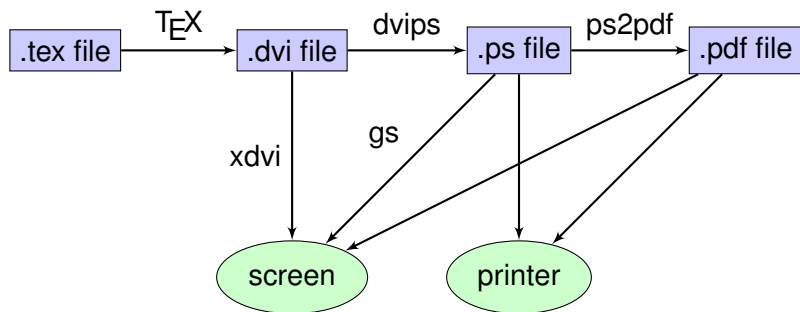 TEX
dvips
ps2pdf
.tex file
.dvi file
.ps file
.pdf file
xdvi
gs
screen
printer